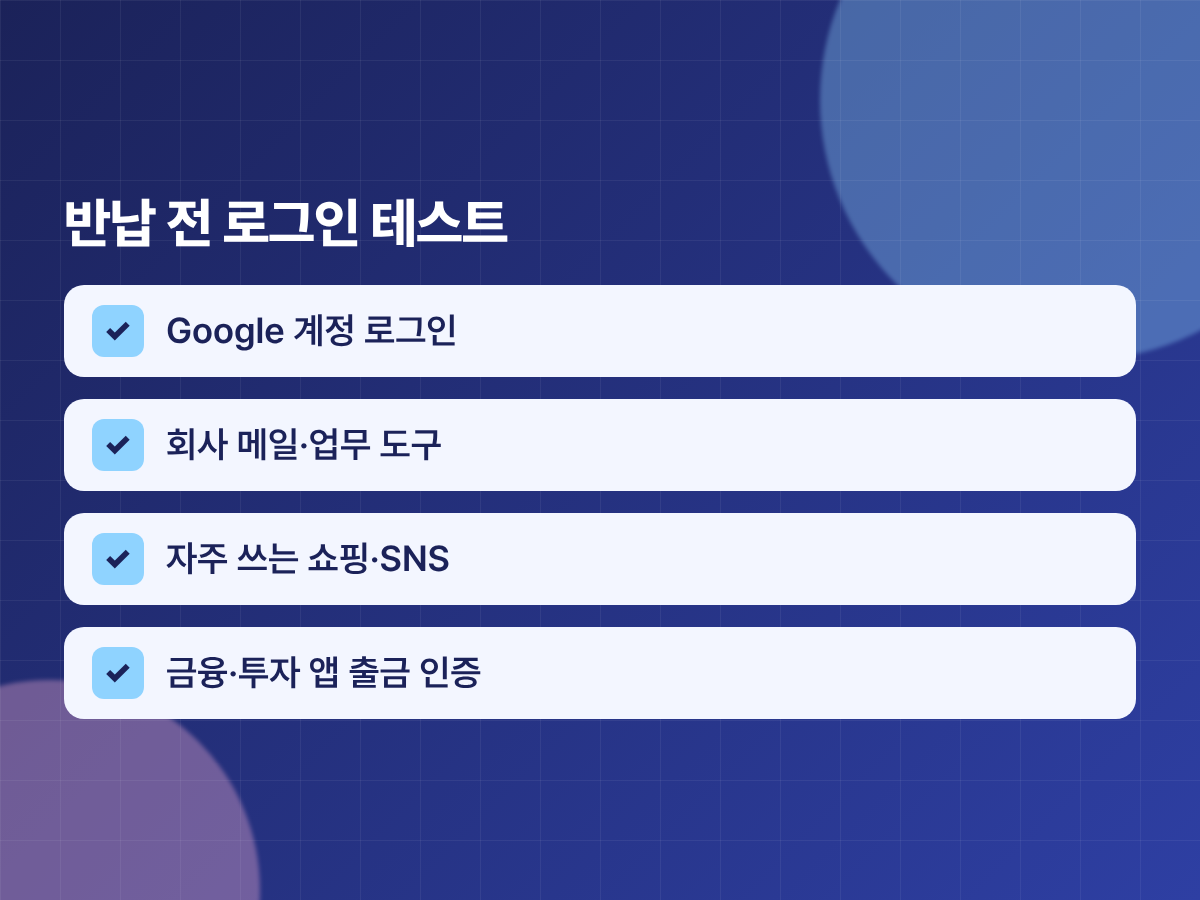 반납 전 로그인 테스트
Google 계정 로그인
회사 메일·업무 도구
자주 쓰는 쇼핑·SNS
금융·투자 앱 출금 인증